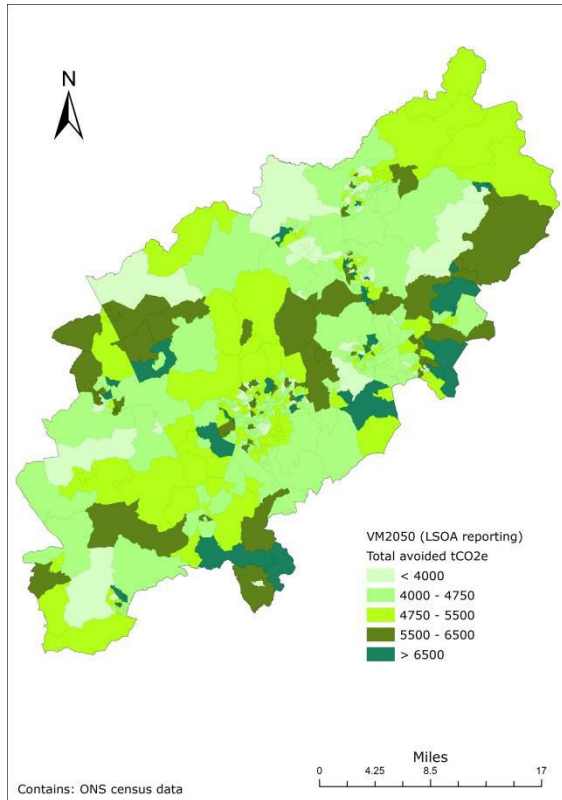 N
VM2050 (LSOA reporting)
Total avoided tCO2e
< 4000
4000 - 4750
4750 - 5500
5500 - 6500
> 6500
Miles
0 4.25 8.5 17
Contains: ONS census data